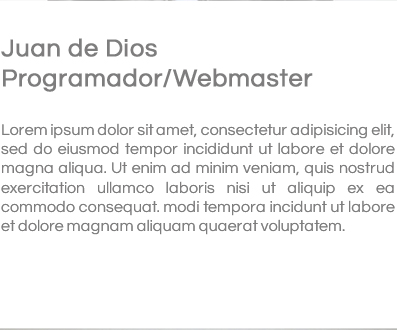 Juan de Dios
Programador/Webmaster
Lorem ipsum dolor sit amet, consectetur adipisicing elit,
sed do eiusmod tempor incididunt ut labore et dolore
magna aliqua. Ut enim ad minim veniam, quis nostrud
exercitation ullamco laboris nisi ut aliquip ex ea
commodo consequat. modi tempora incidunt ut labore
et dolore magnam aliquam quaerat voluptatem.